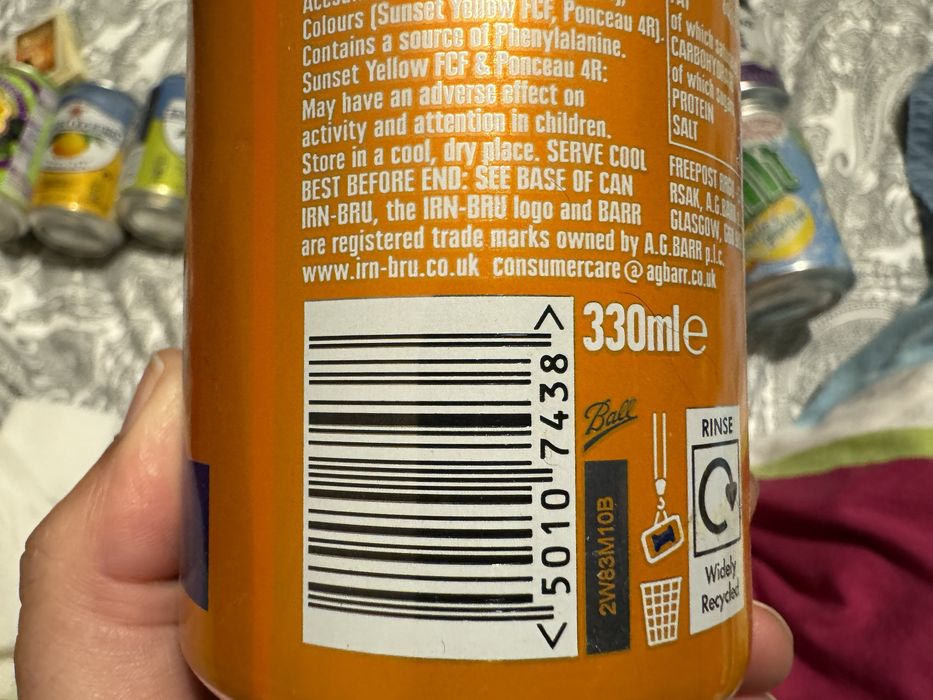 Colours (Sunset Yellow FCF, Ponceau 4R).
Contains a source of Phenylalanine.
Sunset Yellow FCF & Ponceau 4R:
May have an adverse effect on
activity and attention in children.
Store in a cool, dry place. SERVE COOL
BEST BEFORE END: SEE BASE OF CAN
IRN-BRU, the IRN-BRU logo and BARR
are registered trade marks owned by A.G.BARR p.l.c.
www.irn-bru.co.uk consumercare@agbarr.co.uk
of which
of which
PROTEIN
SALT
FREEPOST
RSAK, A.G.
GLASGOW,
330ml e
<5010 7438>
Ball
2W83M10B
RINSE
Widely
Recycled